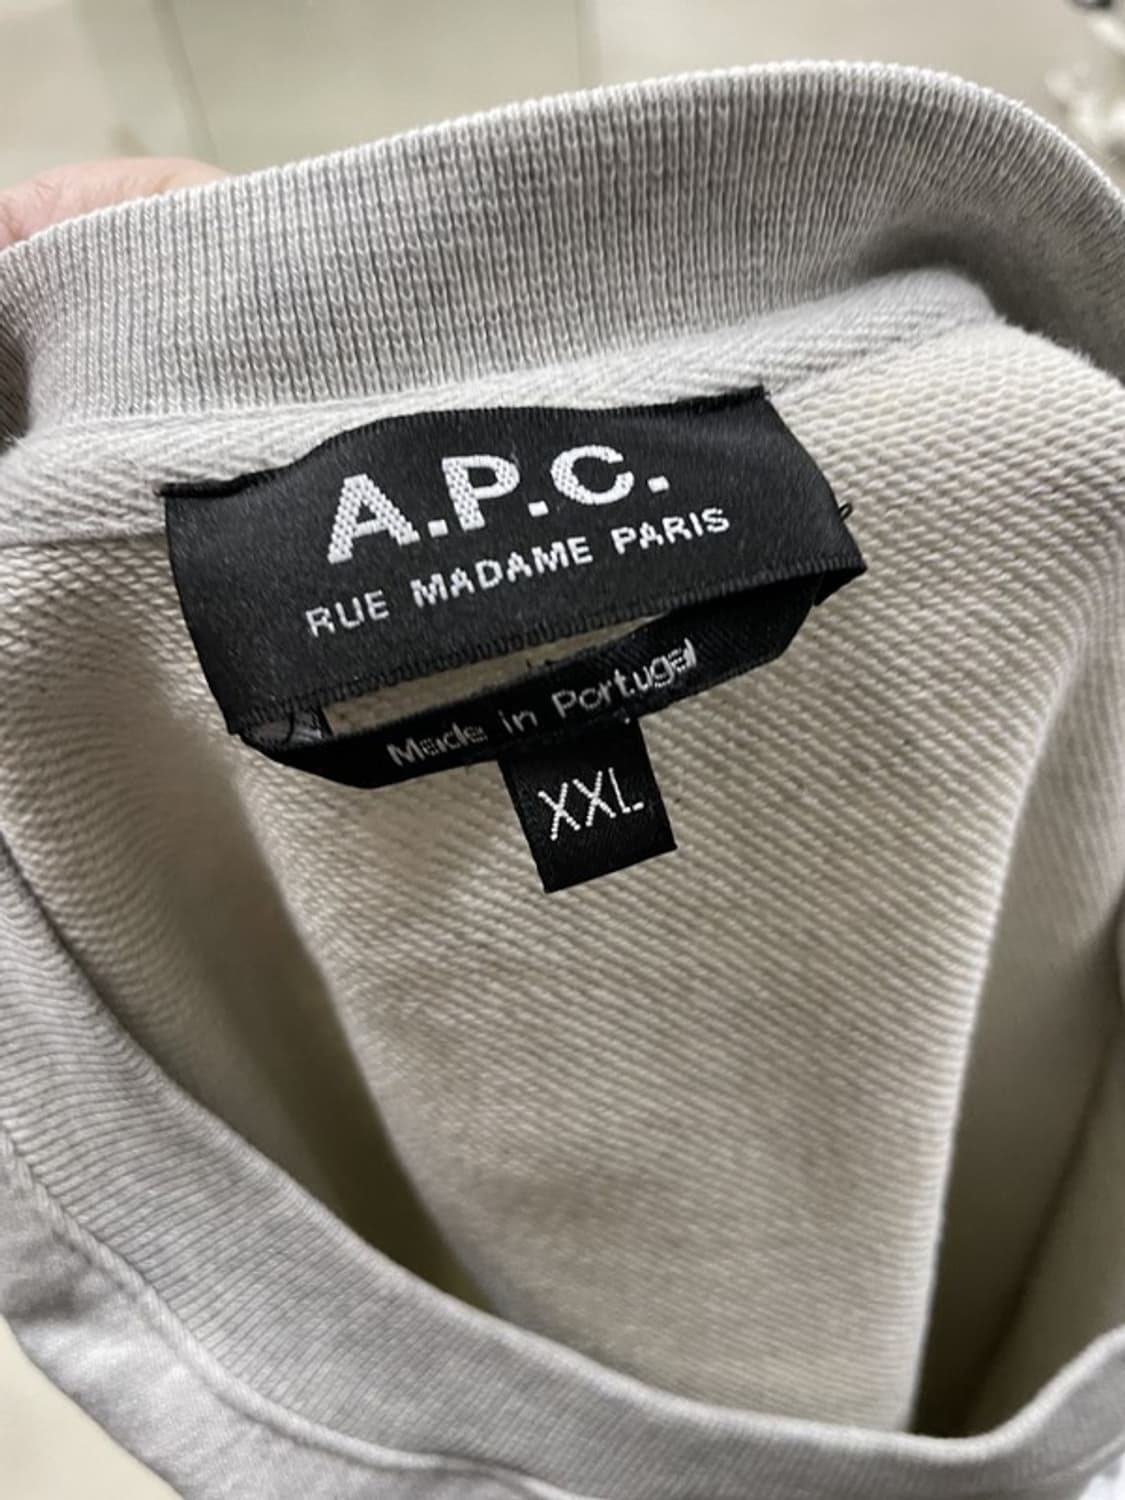 A.P.C.
RUE MADAME PARIS
Made in Portugal
XXL